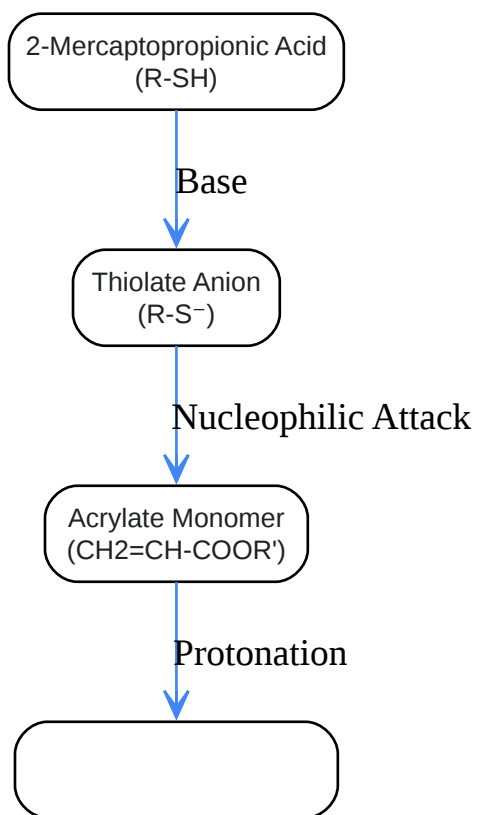 2-Mercaptopropionic Acid
(R-SH)
Base
Thiolate Anion
(R-S⁻)
Nucleophilic Attack
Acrylate Monomer
(CH2=CH-COOR')
Protonation